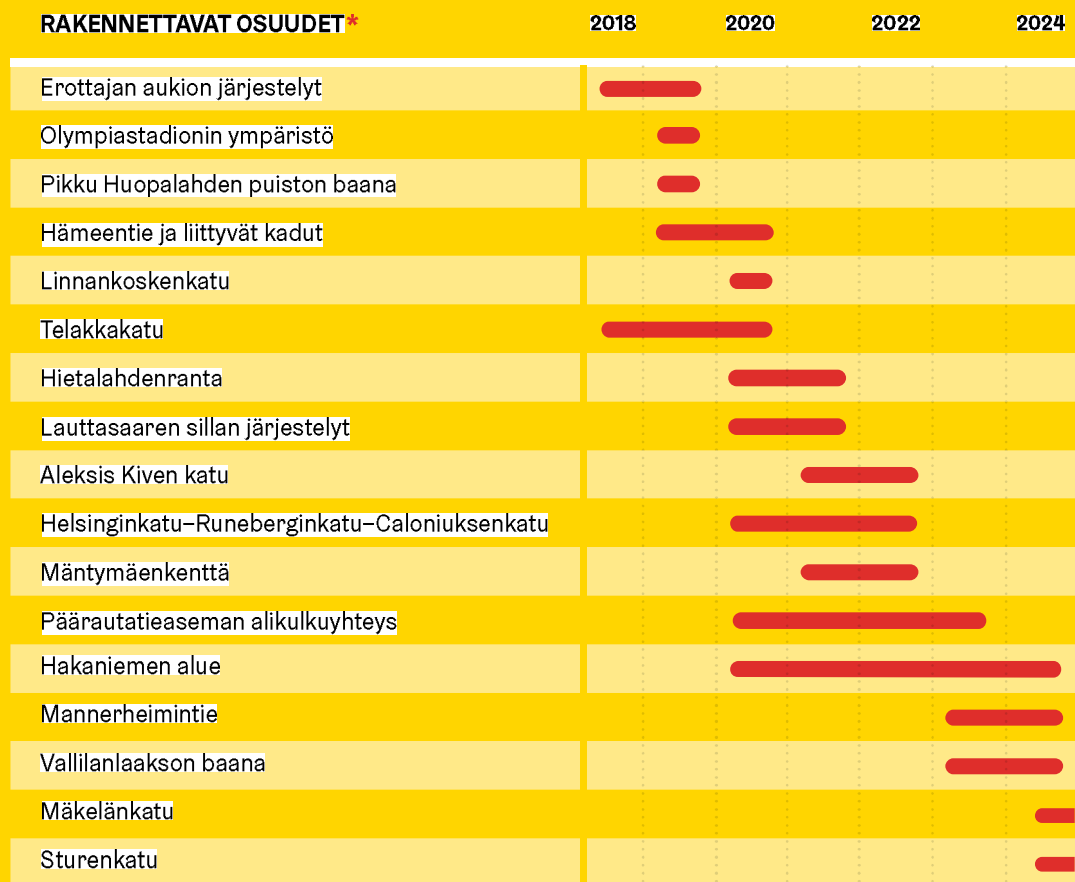 RAKENNETTAVAT OSUUDET* 2018 2020 2022 2024
Erottajan aukion järjestelyt
Olympiastadionin ympäristö
Pikku Huopalahden puiston baana
Hämeentie ja liittyvät kadut
Linnankoskenkatu
Telakkakatu
Hietalahdenranta
Lauttasaaren sillan järjestelyt
Aleksis Kiven katu
Helsinginkatu–Runeberginkatu–Caloniuksenkatu
Mäntymäenkenttä
Päärautatieaseman alikulkuyhteys
Hakaniemen alue
Mannerheimintie
Vallilanlaakson baana
Mäkelänkatu
Sturenkatu